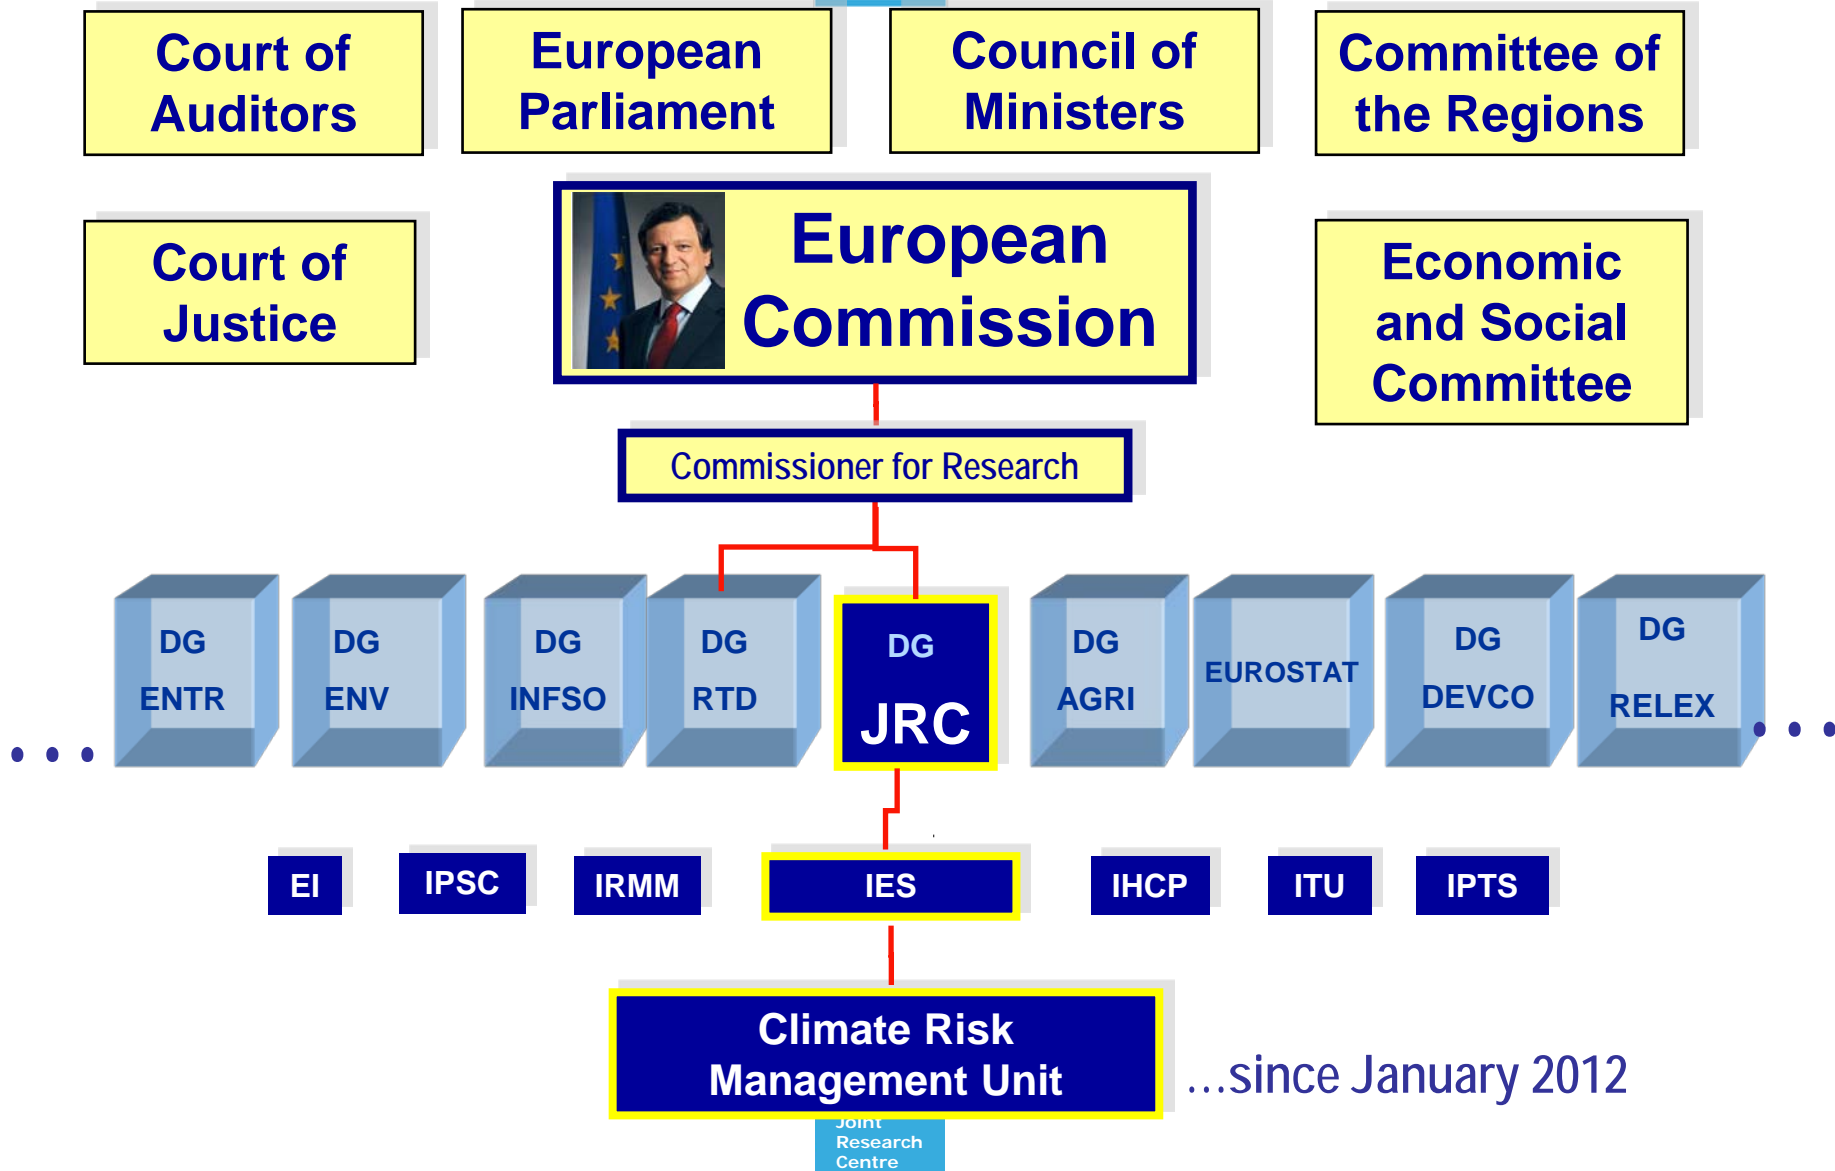 Court of
Auditors
European
Parliament
Council of
Ministers
Committee of
the Regions
Court of
Justice
European
Commission
Economic
and Social
Committee
Commissioner for Research
DG
ENTR
DG
ENV
DG
INFSO
DG
RTD
DG
JRC
DG
AGRI
EUROSTAT
DG
DEVCO
DG
RELEX
...
...
EI
IPSC
IRMM
IES
IHCP
ITU
IPTS
Climate Risk
Management Unit
...since January 2012
Joint
Research
Centre